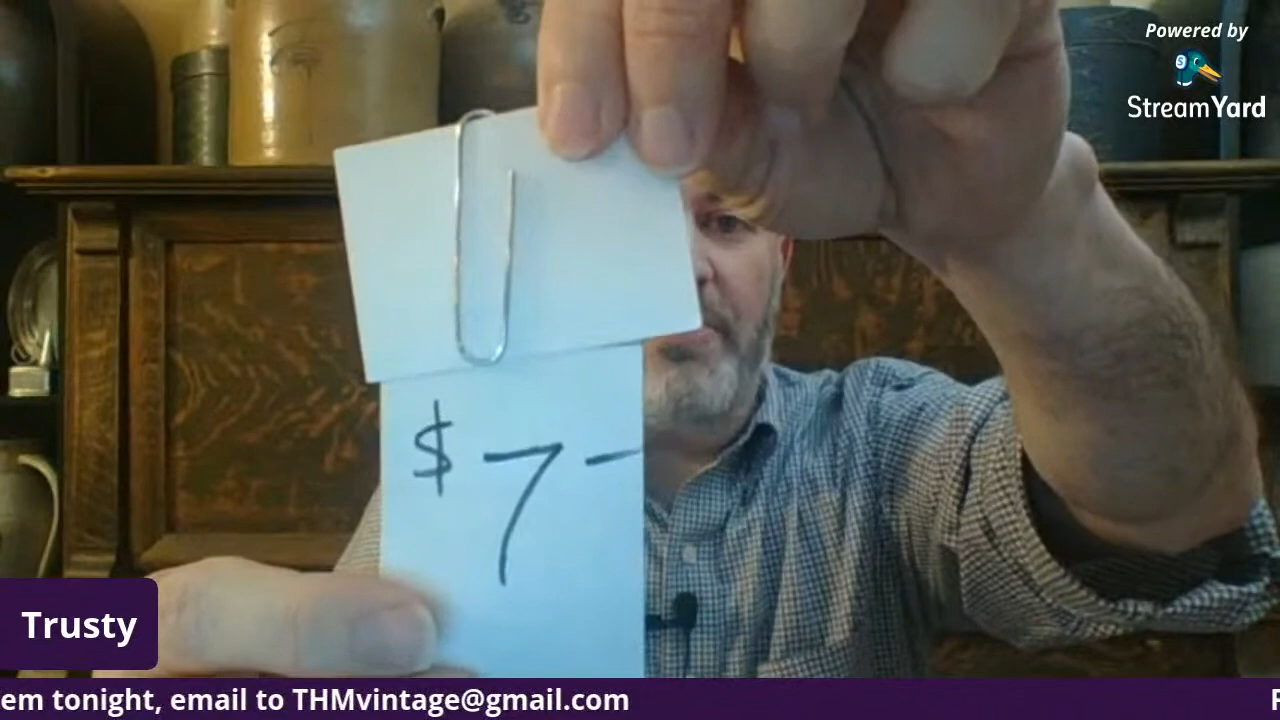 Powered by
StreamYard
$7-
Trusty
em tonight, email to THMvintage@gmail.com